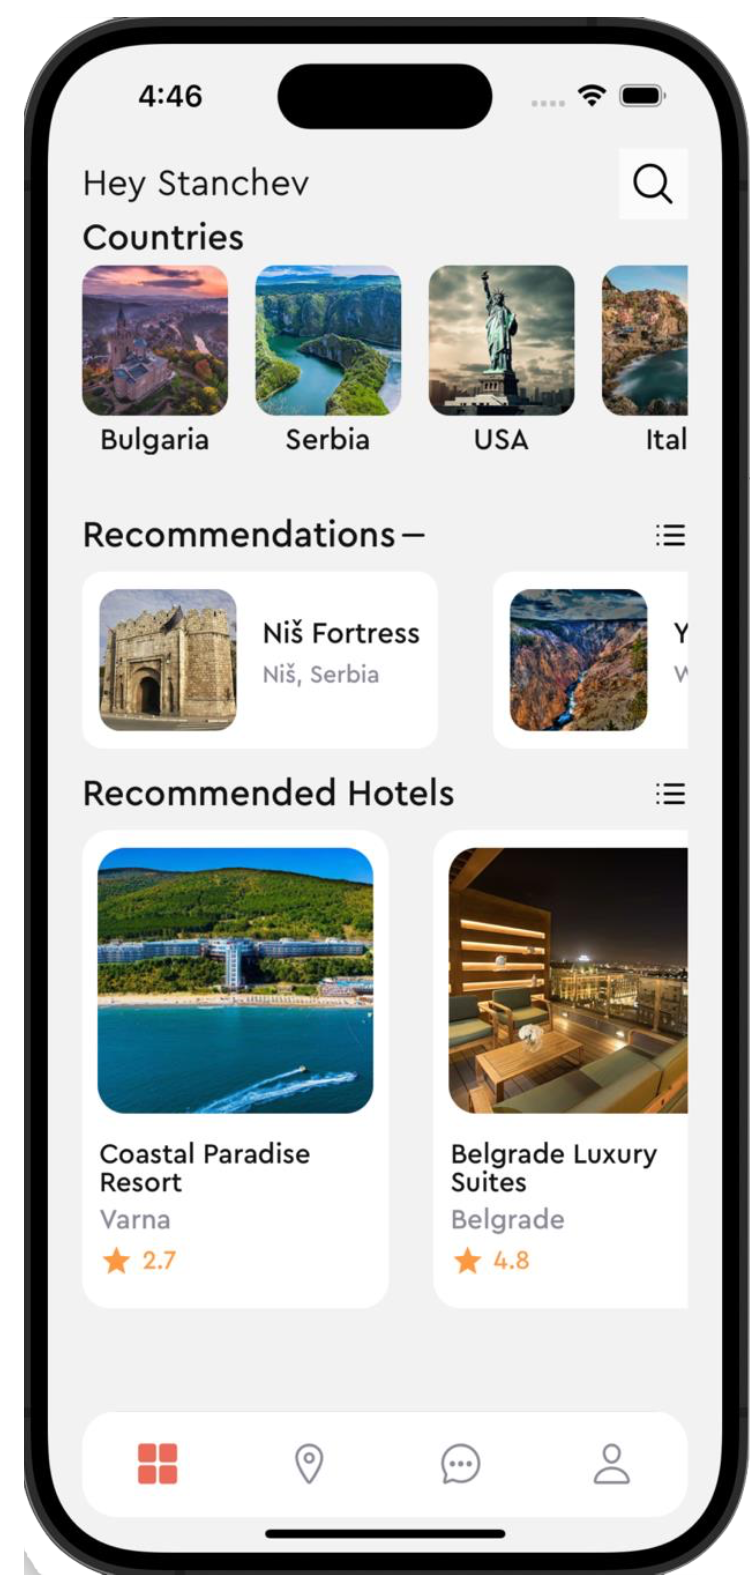 4:46
Hey Stanchev
Countries
Bulgaria
Serbia
USA
Ital
Recommendations –
Niš Fortress
Niš, Serbia
Y
W
Recommended Hotels
Coastal Paradise
Resort
Varna
2.7
Belgrade Luxury
Suites
Belgrade
4.8